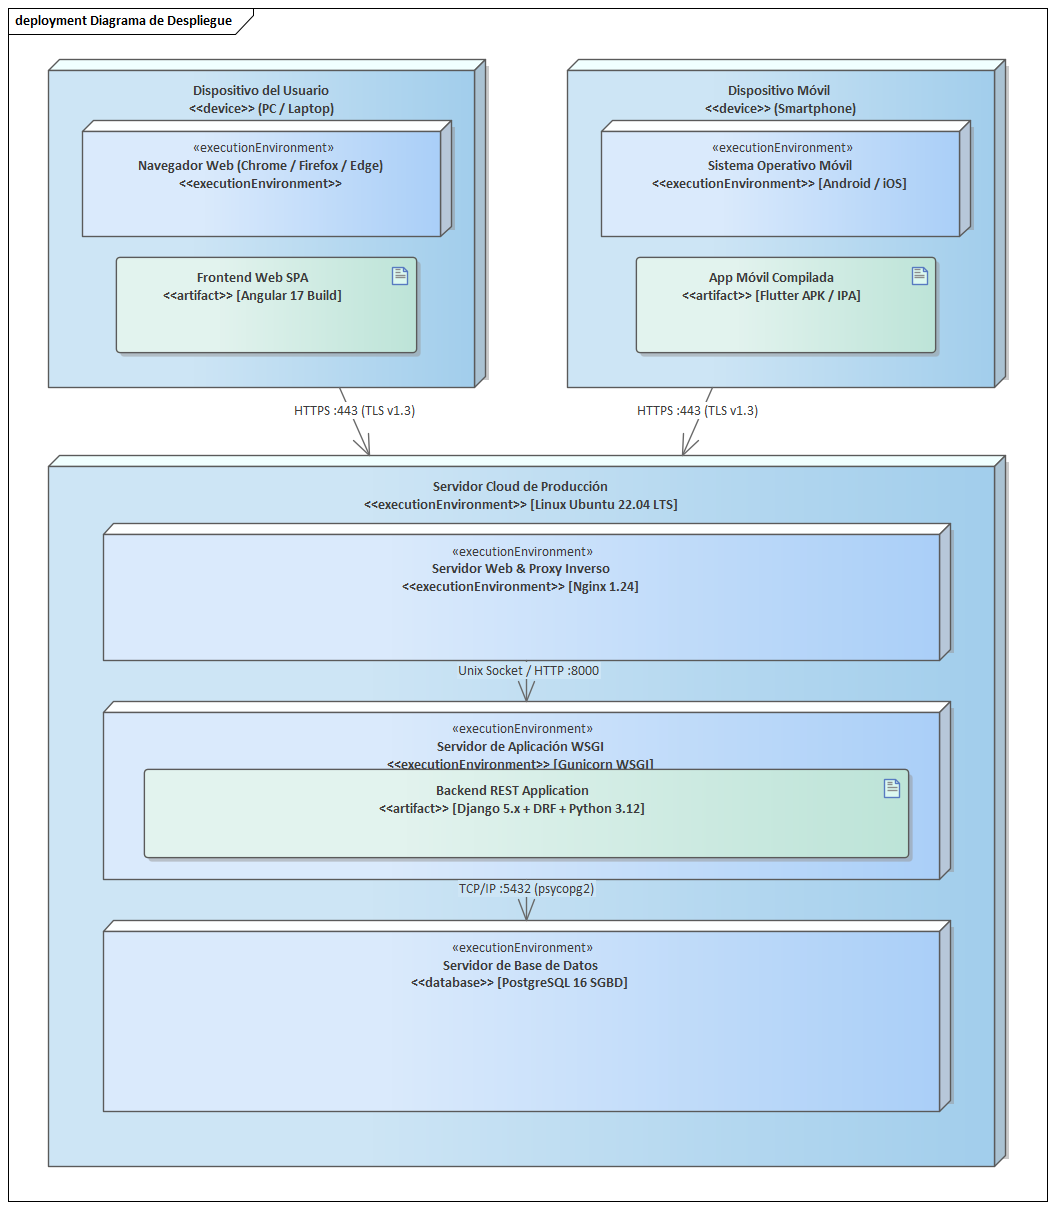 deployment Diagrama de Despliegue
Dispositivo del Usuario
<<device>> (PC / Laptop)
«executionEnvironment»
Navegador Web (Chrome / Firefox / Edge)
<<executionEnvironment>>
Frontend Web SPA
<<artifact>> [Angular 17 Build]
Dispositivo Móvil
<<device>> (Smartphone)
«executionEnvironment»
Sistema Operativo Móvil
<<executionEnvironment>> [Android / iOS]
App Móvil Compilada
<<artifact>> [Flutter APK / IPA]
HTTPS :443 (TLS v1.3)
HTTPS :443 (TLS v1.3)
Servidor Cloud de Producción
<<executionEnvironment>> [Linux Ubuntu 22.04 LTS]
«executionEnvironment»
Servidor Web & Proxy Inverso
<<executionEnvironment>> [Nginx 1.24]
Unix Socket / HTTP :8000
«executionEnvironment»
Servidor de Aplicación WSGI
<<executionEnvironment>> [Gunicorn WSGI]
Backend REST Application
<<artifact>> [Django 5.x + DRF + Python 3.12]
TCP/IP :5432 (psycopg2)
«executionEnvironment»
Servidor de Base de Datos
<<database>> [PostgreSQL 16 SGBD]